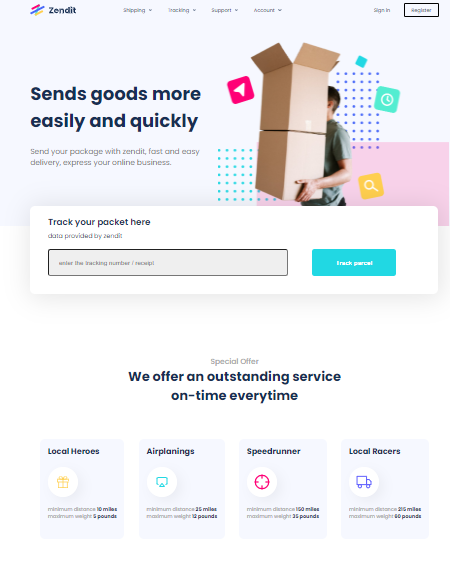 Zendit
Shipping
Tracking
Support
Account
Sign In
Register
Sends goods more
easily and quickly
Send your package with zendit, fast and easy
delivery, express your online business.
Track your packet here
data provided by zendit
enter the tracking number / receipt
Track parcel
Special Offer
We offer an outstanding service
on-time everytime
Local Heroes
minimum distance 10 miles
maximum weight 5 pounds
Airplanings
minimum distance 25 miles
maximum weight 12 pounds
Speedrunner
minimum distance 150 miles
maximum weight 25 pounds
Local Racers
minimum distance 215 miles
maximum weight 60 pounds